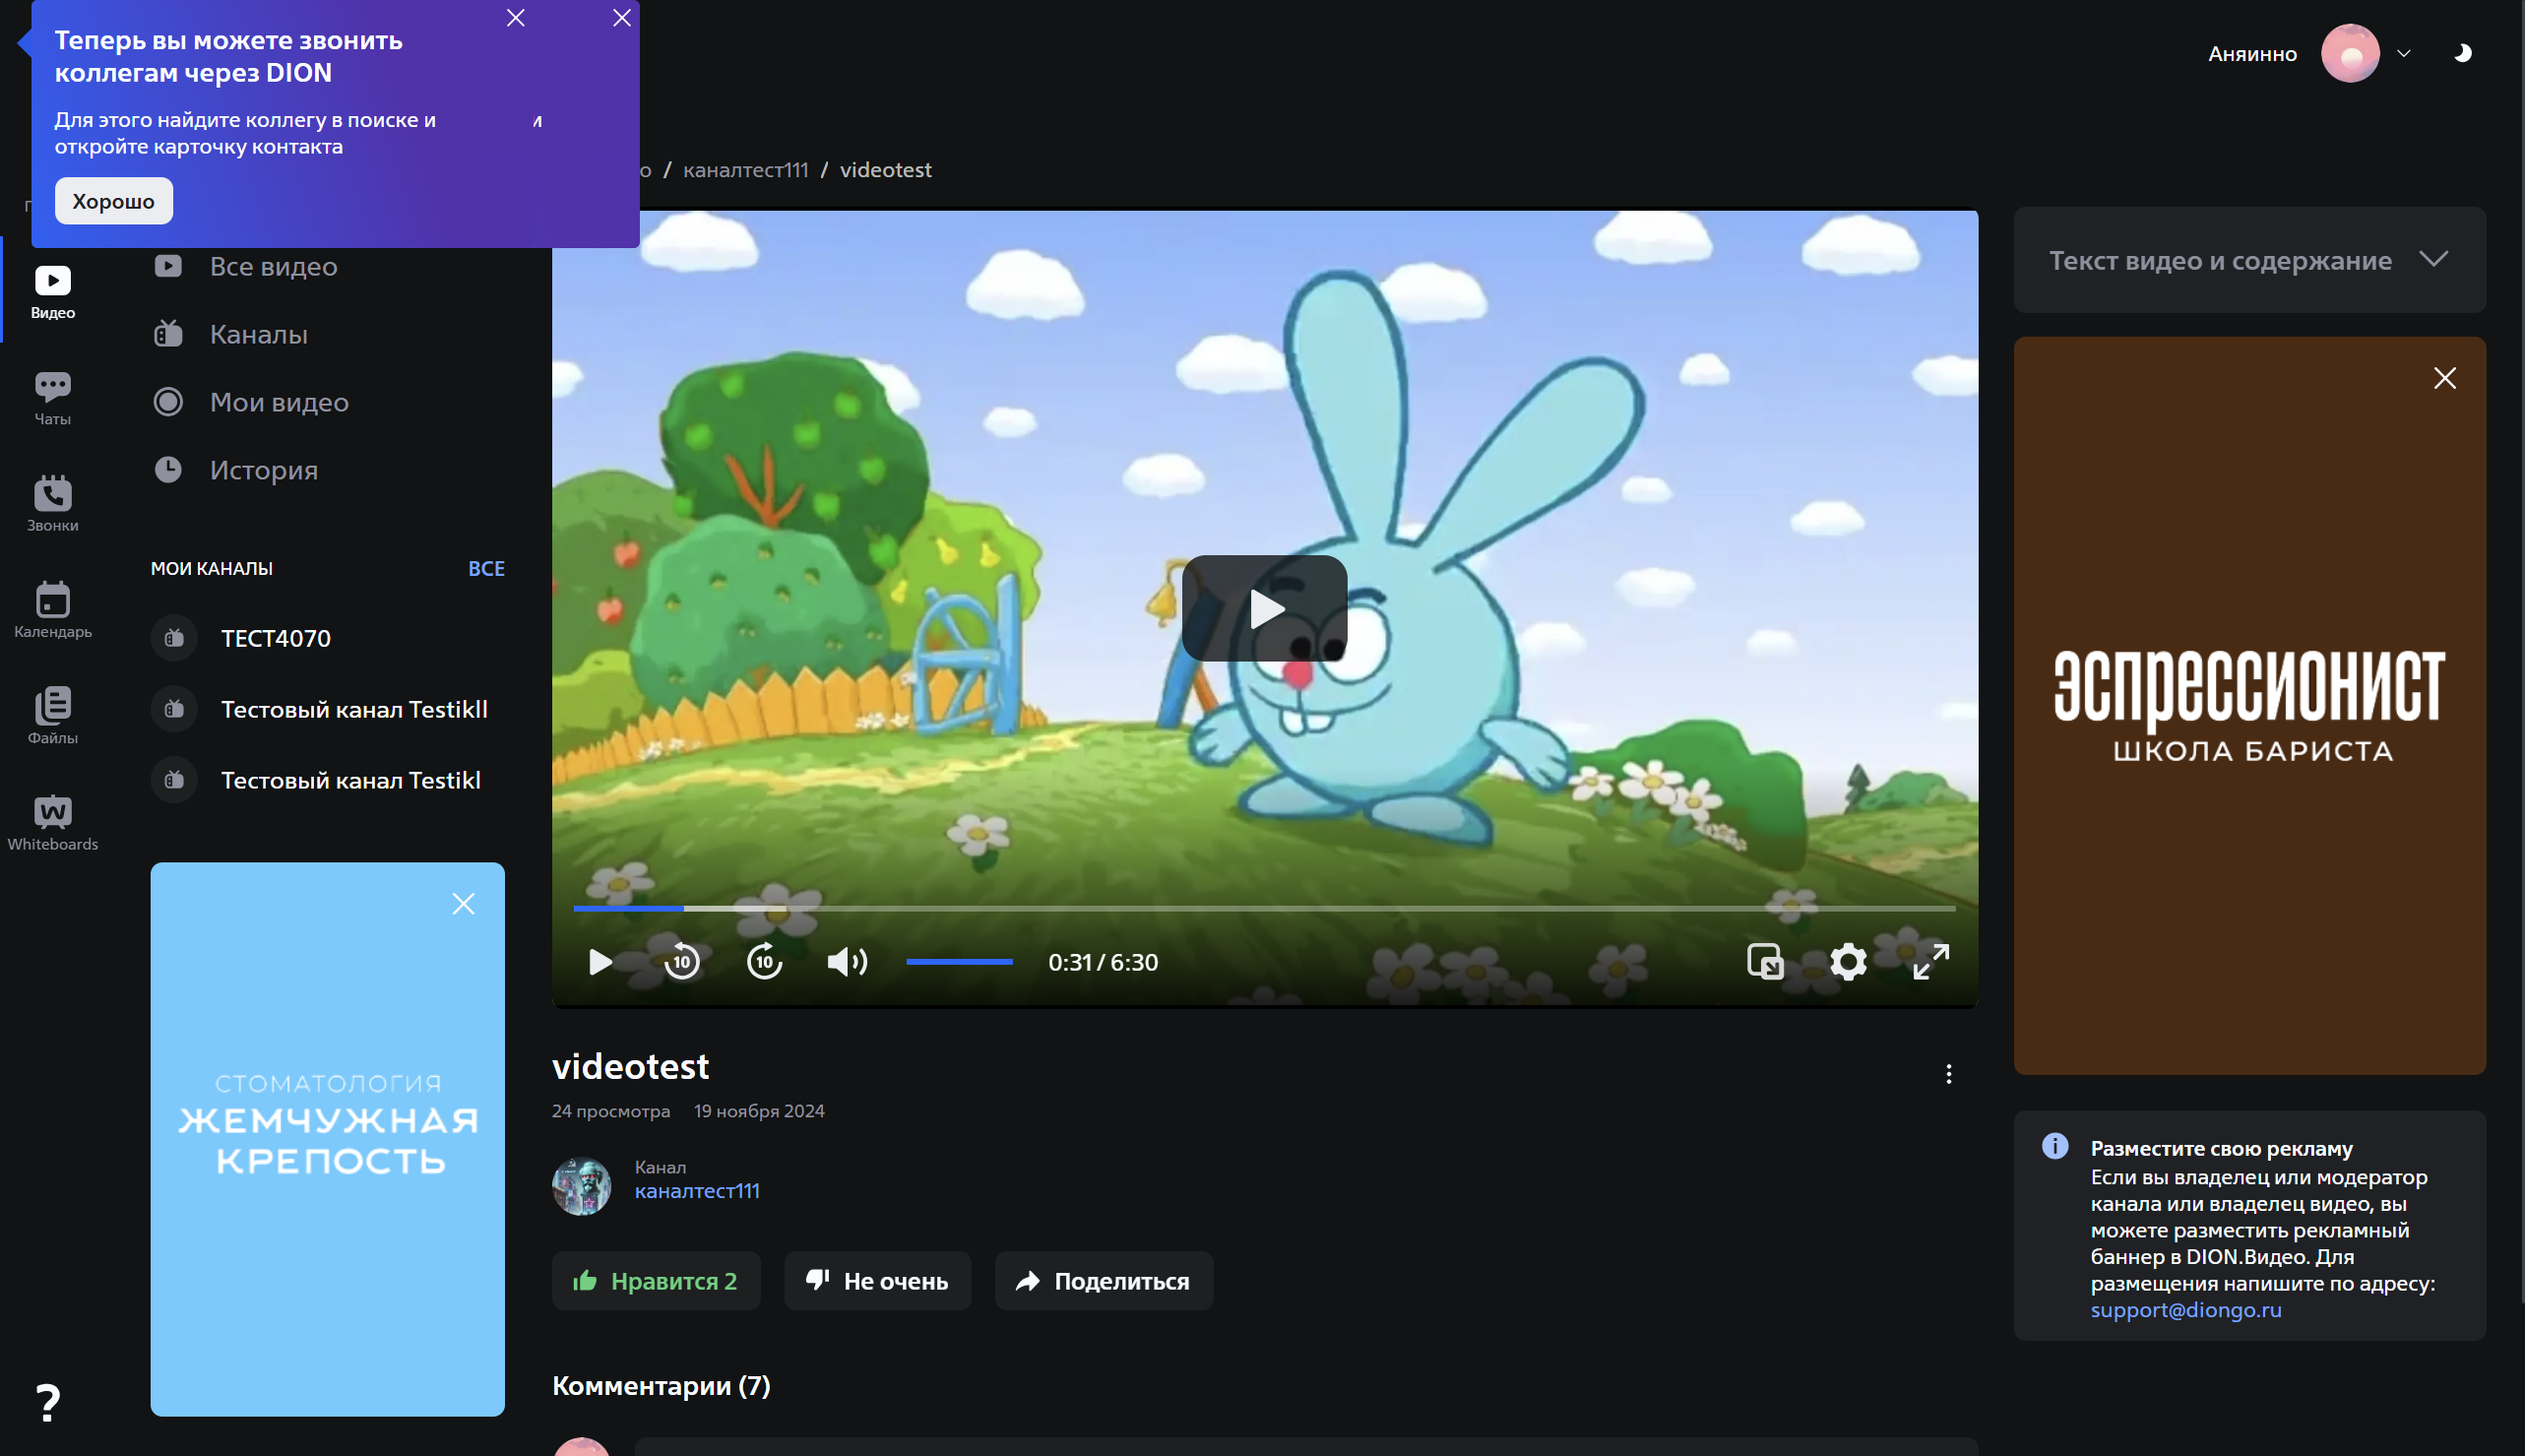 Теперь вы можете звонить
коллегам через DION
Для этого найдите коллегу в поиске и
откройте карточку контакта
Хорошо
Аняинно
/ каналтест111 / videotest
Видео
Чаты
Звонки
Календарь
Файлы
Whiteboards
?
Все видео
Каналы
Мои видео
История
МОИ КАНАЛЫ
ВСЕ
ТЕСТ4070
Тестовый канал Testikll
Тестовый канал Testikl
СТОМАТОЛОГИЯ
ЖЕМЧУЖНАЯ
КРЕПОСТЬ
10
10
0:31 / 6:30
videotest
24 просмотра 19 ноября 2024
Канал
каналтест111
Нравится 2
Не очень
Поделиться
Комментарии (7)
Текст видео и содержание
эспрессионист
ШКОЛА БАРИСТА
Разместите свою рекламу
Если вы владелец или модератор
канала или владелец видео, вы
можете разместить рекламный
баннер в DION.Видео. Для
размещения напишите по адресу:
support@diongo.ru